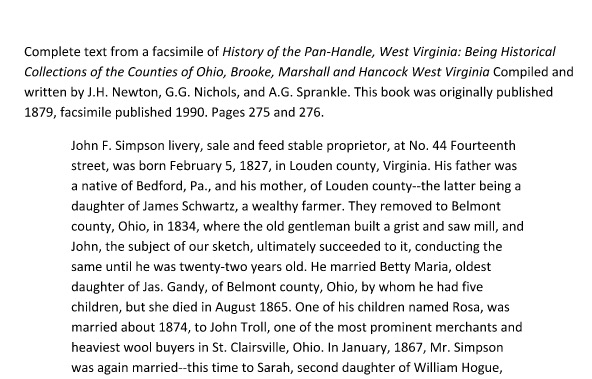 Complete text from a facsimile of History of the Pan-Handle, West Virginia: Being Historical
Collections of the Counties of Ohio, Brooke, Marshall and Hancock West Virginia Compiled and
written by J.H. Newton, G.G. Nichols, and A.G. Sprankle. This book was originally published
1879, facsimile published 1990. Pages 275 and 276.
John F. Simpson livery, sale and feed stable proprietor, at No. 44 Fourteenth
street, was born February 5, 1827, in Louden county, Virginia. His father was
a native of Bedford, Pa., and his mother, of Louden county--the latter being a
daughter of James Schwartz, a wealthy farmer. They removed to Belmont
county, Ohio, in 1834, where the old gentleman built a grist and saw mill, and
John, the subject of our sketch, ultimately succeeded to it, conducting the
same until he was twenty-two years old. He married Betty Maria, oldest
daughter of Jas. Gandy, of Belmont county, Ohio, by whom he had five
children, but she died in August 1865. One of his children named Rosa, was
married about 1874, to John Troll, one of the most prominent merchants and
heaviest wool buyers in St. Clairsville, Ohio. In January, 1867, Mr. Simpson
was again married--this time to Sarah, second daughter of William Hogue,